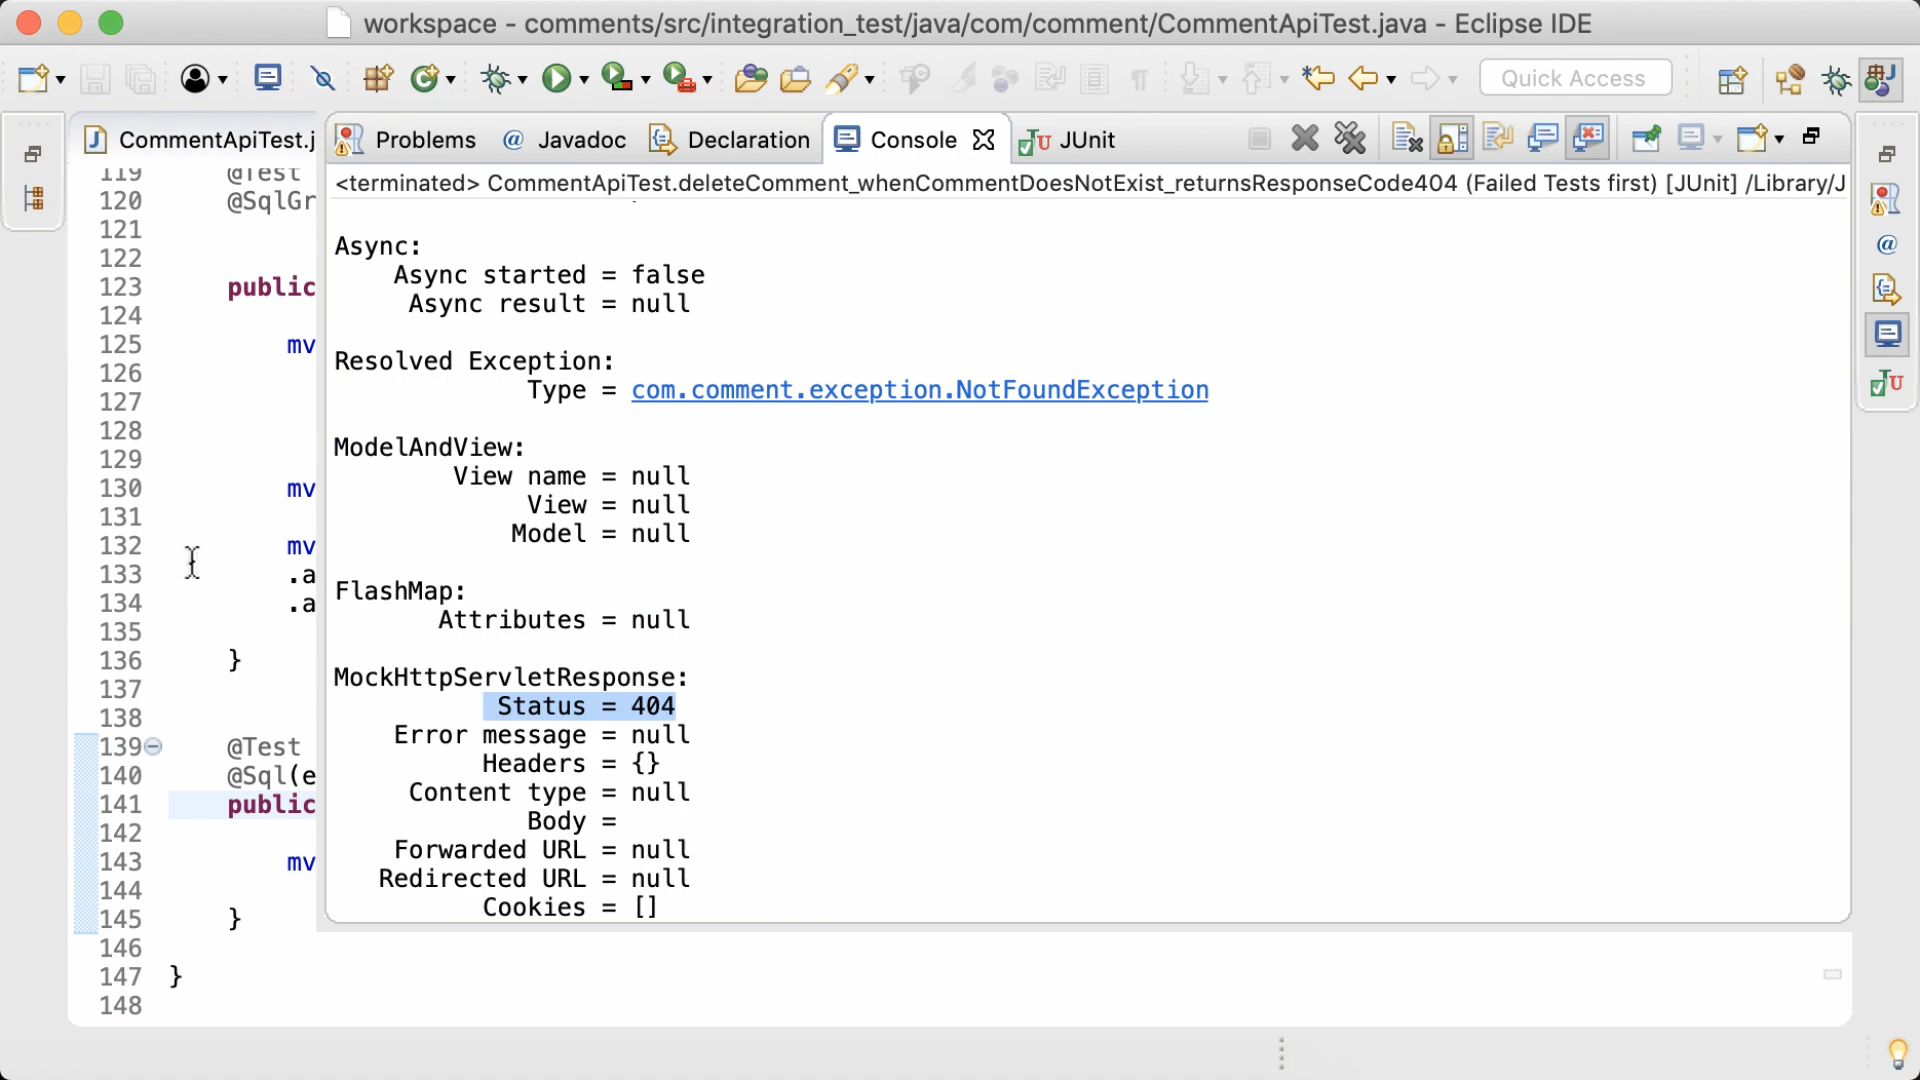 workspace - comments/src/integration_test/java/com/comment/CommentApiTest.java - Eclipse IDE
Quick Access
CommentApiTest.j
Problems
@ Javadoc
Declaration
Console
JUnit
<terminated> CommentApiTest.deleteComment_whenCommentDoesNotExist_returnsResponseCode404 (Failed Tests first) [JUnit] /Library/J
119 @Test
120 @SqlGr
121
122
123 public
124
125 mv
126
127
128
129
130 mv
131
132 mv
133 .a
134 .a
135
136 }
137
138
139 @Test
140 @Sql(e
141 public
142
143 mv
144
145 }
146
147 }
148
Async:
Async started = false
Async result = null
Resolved Exception:
Type = com.comment.exception.NotFoundException
ModelAndView:
View name = null
View = null
Model = null
FlashMap:
Attributes = null
MockHttpServletResponse:
Status = 404
Error message = null
Headers = {}
Content type = null
Body =
Forwarded URL = null
Redirected URL = null
Cookies = []